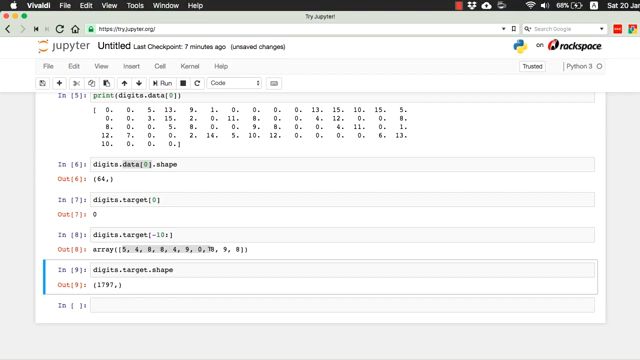 Vivaldi File Edit View Tools Window Help 68% Sat 20 Jan
Try Jupyter!
https://try.jupyter.org/
Search Google
jupyter Untitled Last Checkpoint: 7 minutes ago (unsaved changes) on rackspace
File Edit View Insert Cell Kernel Help Trusted Python 3
Run Code
In [5] print(digits.data[0])
[ 0. 0. 5. 13. 9. 1. 0. 0. 0. 0. 13. 15. 10. 15. 5.
0. 0. 3. 15. 2. 0. 11. 8. 0. 0. 4. 12. 0. 0. 8.
8. 0. 0. 5. 8. 0. 0. 9. 8. 0. 0. 4. 11. 0. 1.
12. 7. 0. 0. 2. 14. 5. 10. 12. 0. 0. 0. 0. 6. 13.
10. 0. 0. 0.]
In [6] digits.data[0].shape
Out[6]: (64,)
In [7] digits.target[0]
Out[7]: 0
In [8] digits.target[-10:]
Out[8]: array([5, 4, 8, 8, 4, 9, 0, 8, 9, 8])
In [9] digits.target.shape
Out[9]: (1797,)
In [ ]: